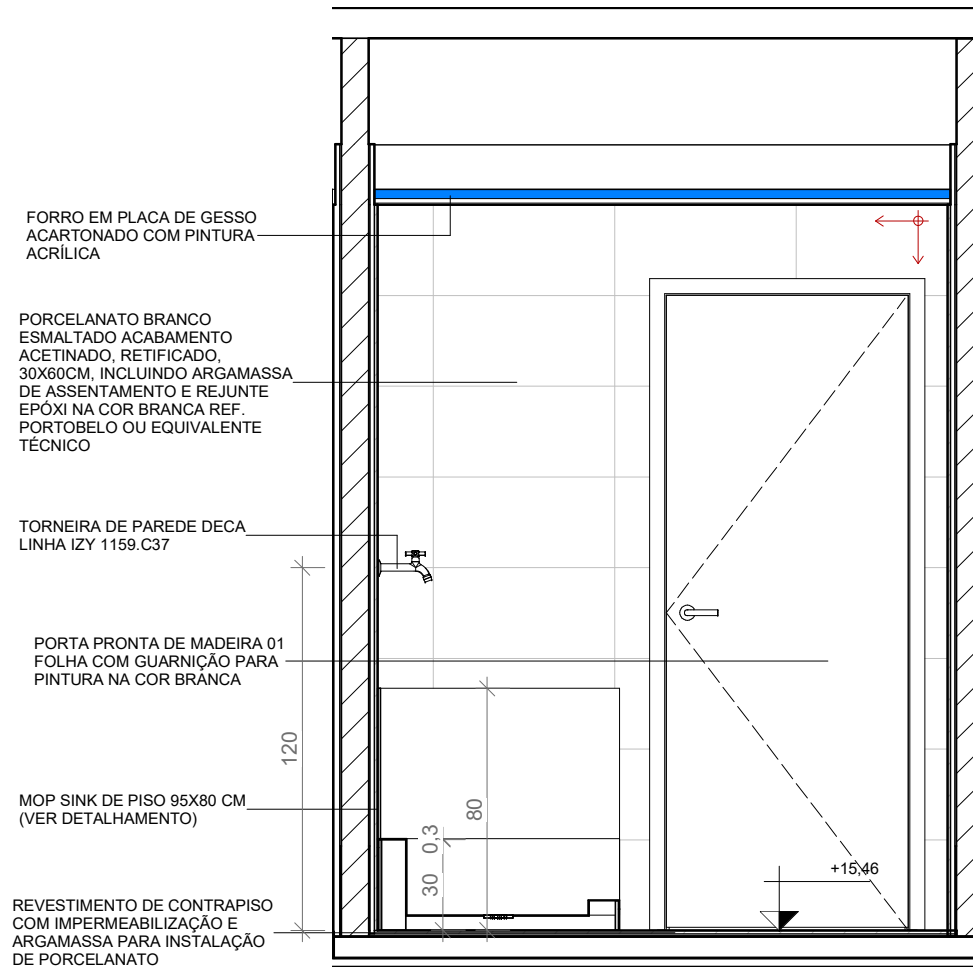 FORRO EM PLACA DE GESSO
ACARTONADO COM PINTURA
ACRÍLICA
PORCELANATO BRANCO
ESMALTADO ACABAMENTO
ACETINADO, RETIFICADO,
30X60CM, INCLUINDO ARGAMASSA
DE ASSENTAMENTO E REJUNTE
EPÓXI NA COR BRANCA REF.
PORTOBELO OU EQUIVALENTE
TÉCNICO
TORNEIRA DE PAREDE DECA
LINHA IZY 1159.C37
PORTA PRONTA DE MADEIRA 01
FOLHA COM GUARNIÇÃO PARA
PINTURA NA COR BRANCA
120
80
MOP SINK DE PISO 95X80 CM
(VER DETALHAMENTO)
0,3
30
+15,46
REVESTIMENTO DE CONTRAPISO
COM IMPERMEABILIZAÇÃO E
ARGAMASSA PARA INSTALAÇÃO
DE PORCELANATO